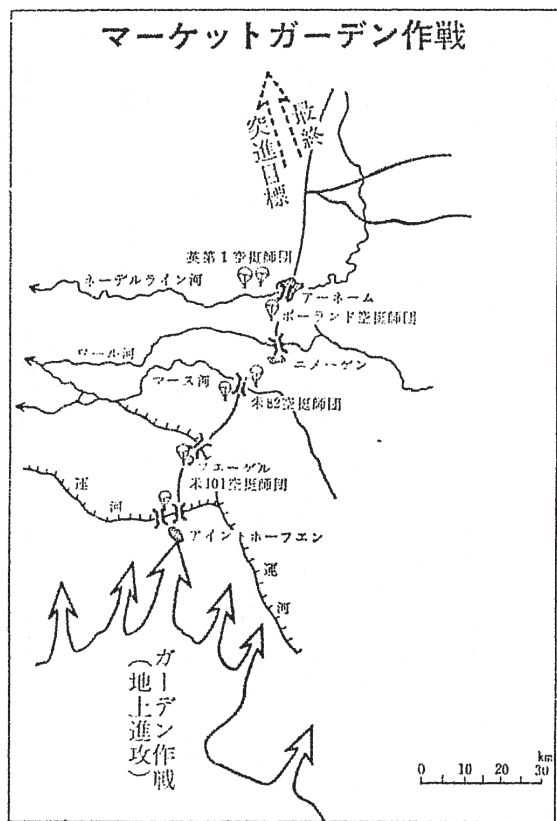 マーケットガーデン作戦
最終
突進目標
英第1空挺師団
ネーデルライン河
アーネーム
ポーランド空挺師団
ワール河
ニメーゲン
マース河
米82空挺師団
フエーゲル
米101空挺師団
運河
アイントホーフエン
運河
ガーデン作戦
(地上進攻)
km
0 10 20 30